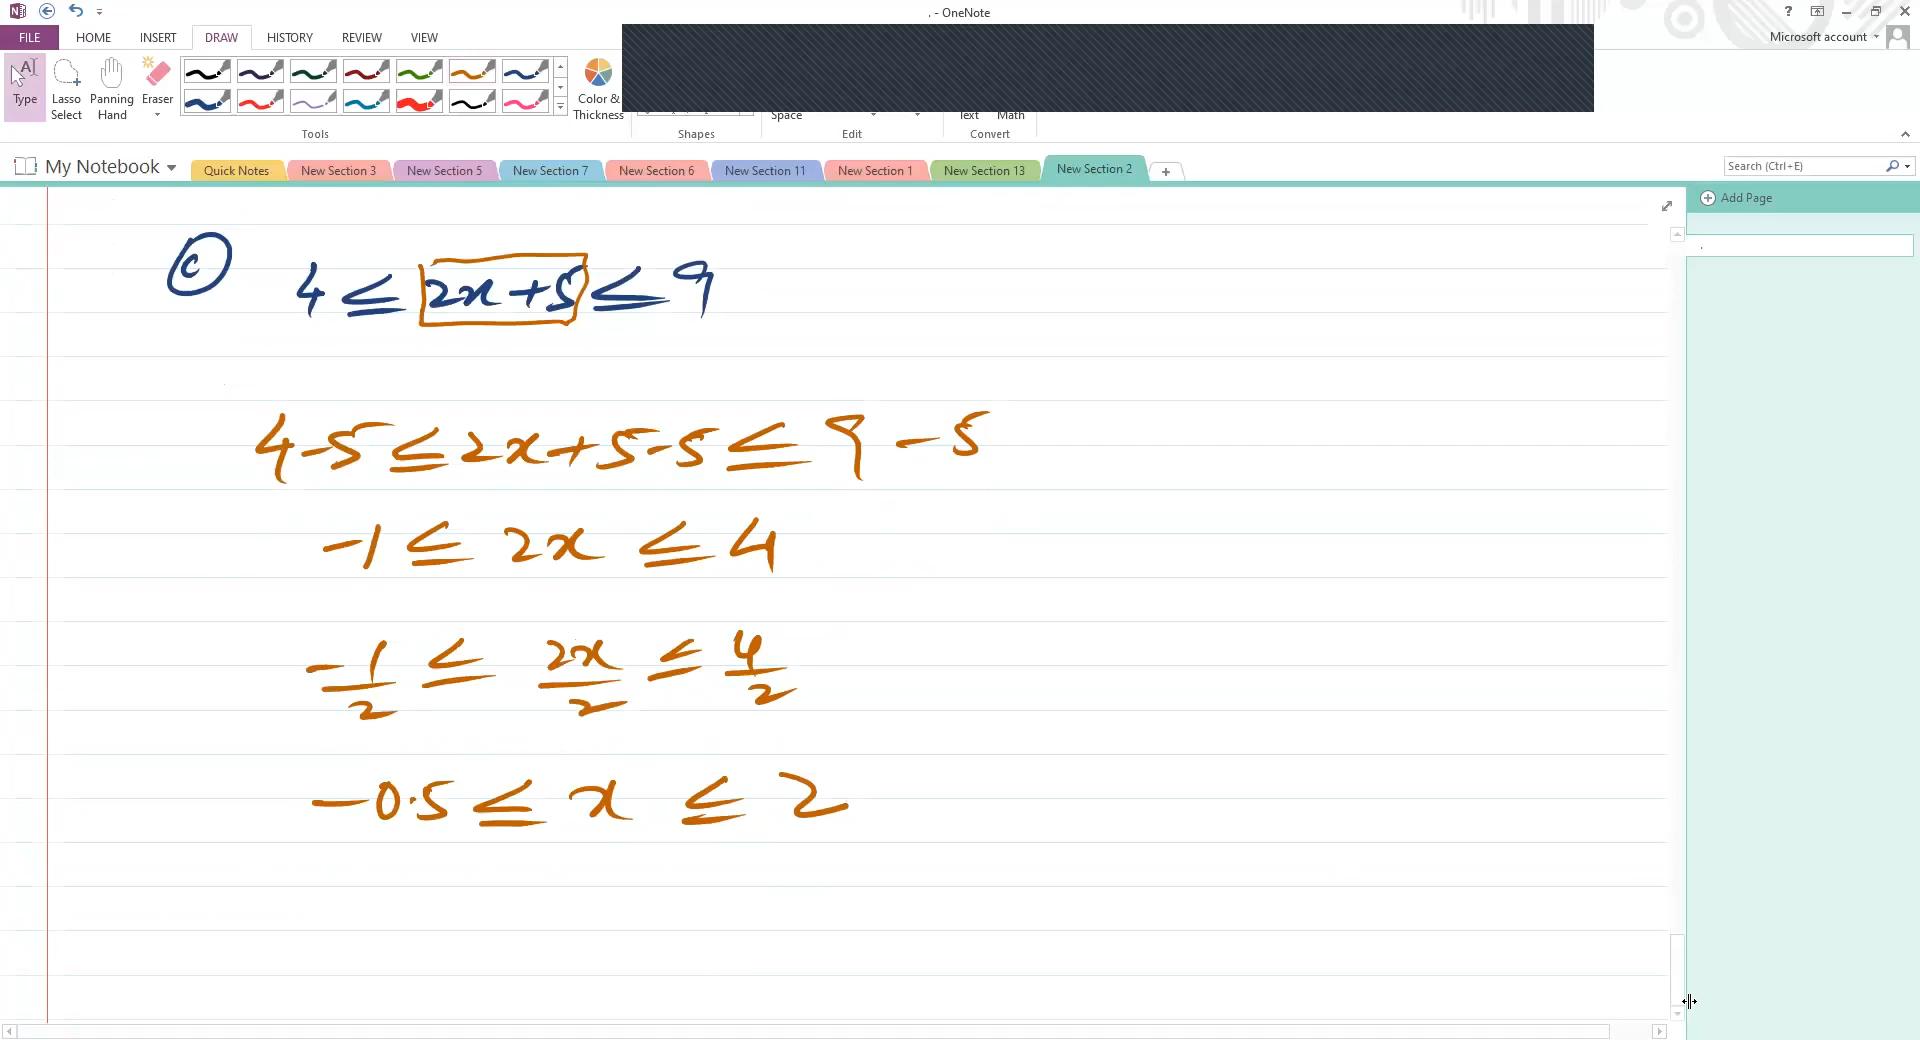 . - OneNote
FILE HOME INSERT DRAW HISTORY REVIEW VIEW
Microsoft account
Type Lasso Select Panning Hand Eraser Color & Thickness
Space Text Math
Tools Shapes Edit Convert
My Notebook Quick Notes New Section 3 New Section 5 New Section 7 New Section 6 New Section 11 New Section 1 New Section 13 New Section 2 +
Search (Ctrl+E)
Add Page
.
(c) 4 ≤ 2x+5 ≤ 9
4-5 ≤ 2x+5-5 ≤ 9-5
-1 ≤ 2x ≤ 4
-1/2 ≤ 2x/2 ≤ 4/2
-0.5 ≤ x ≤ 2